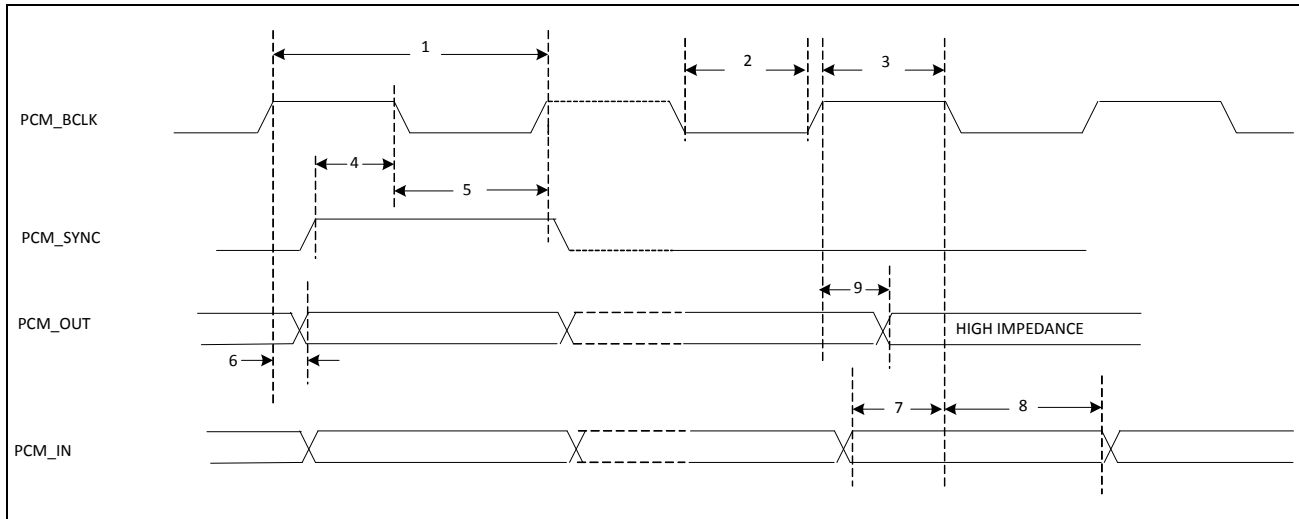 1
2
3
PCM_BCLK
4
5
PCM_SYNC
9
PCM_OUT
HIGH IMPEDANCE
6
7
8
PCM_IN